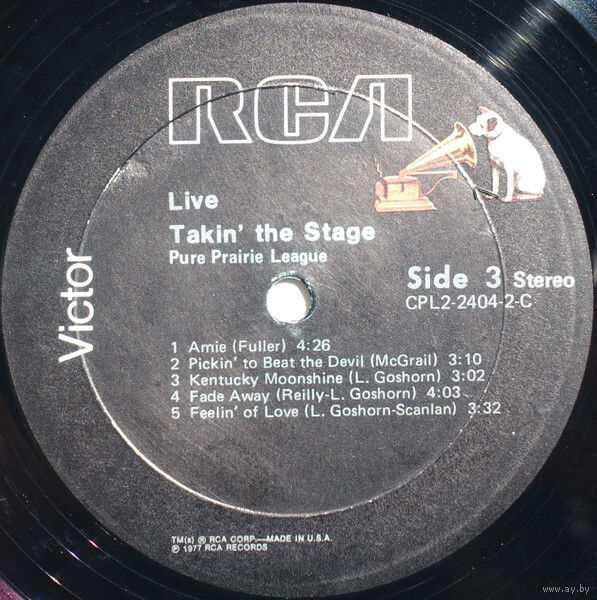 RCA
Live
Takin' the Stage
Pure Prairie League
Side 3 Stereo
CPL2-2404-2-C
Victor
1 Amie (Fuller) 4:26
2 Pickin' to Beat the Devil (McGrail) 3:10
3 Kentucky Moonshine (L. Goshorn) 3:02
4 Fade Away (Reilly-L. Goshorn) 4:03
5 Feelin' of Love (L. Goshorn-Scanlan) 3:32
TM(s) ® RCA CORP.—MADE IN U.S.A.
℗ 1977 RCA RECORDS
www.ay.by